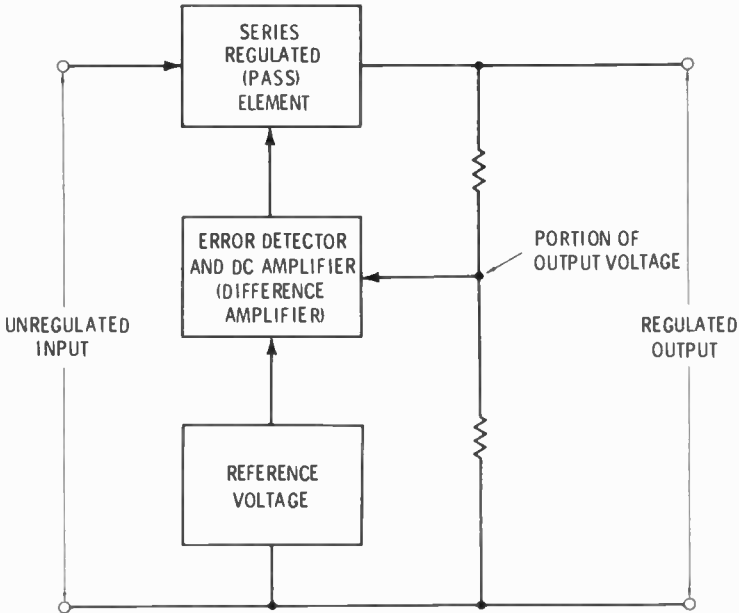 SERIES
REGULATED
(PASS)
ELEMENT
ERROR DETECTOR
AND DC AMPLIFIER
(DIFFERENCE
AMPLIFIER)
PORTION OF
OUTPUT VOLTAGE
UNREGULATED
INPUT
REGULATED
OUTPUT
REFERENCE
VOLTAGE